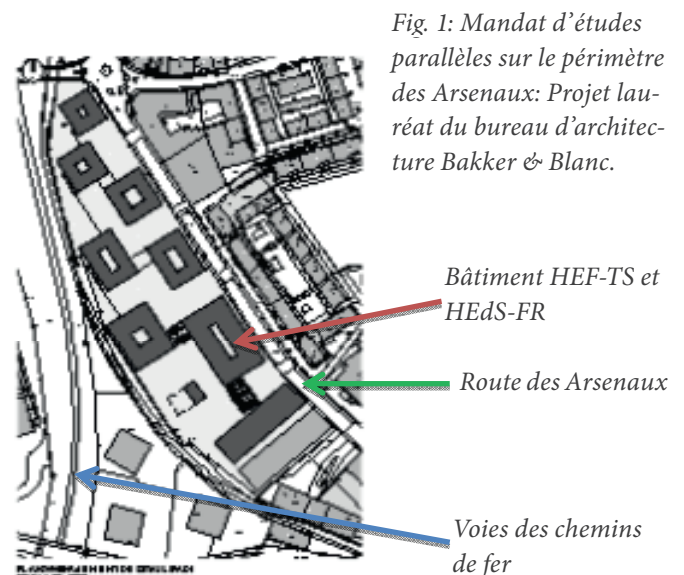 Fig. 1: Mandat d’études
parallèles sur le périmètre
des Arsenaux: Projet lau-
réat du bureau d’architec-
ture Bakker & Blanc.
Bâtiment HEF-TS et
HEdS-FR
Route des Arsenaux
Voies des chemins
de fer